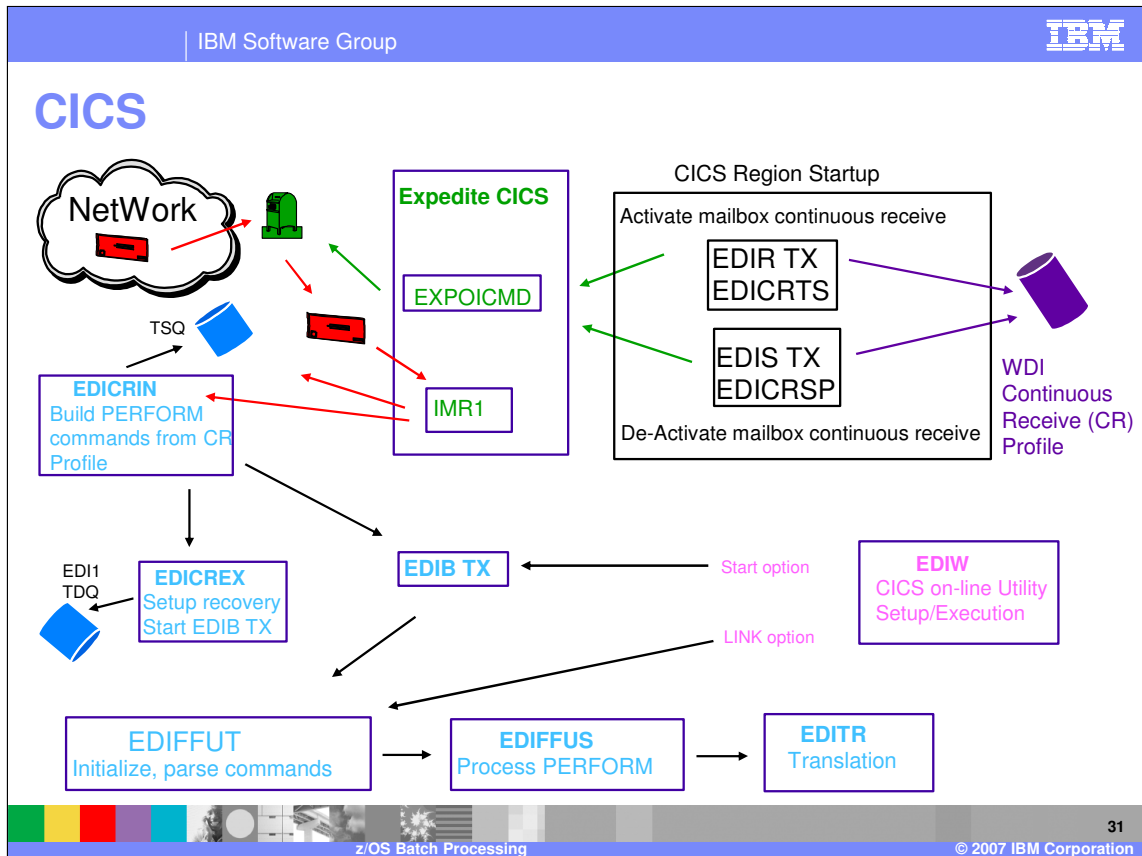 IBM Software Group
IBM
CICS
NetWork
Expedite CICS
EXPOICMD
IMR1
CICS Region Startup
Activate mailbox continuous receive
EDIR TX
EDICRTS
EDIS TX
EDICRSP
De-Activate mailbox continuous receive
WDI
Continuous
Receive (CR)
Profile
TSQ
EDICRIN
Build PERFORM
commands from CR
Profile
EDI1
TDQ
EDICREX
Setup recovery
Start EDIB TX
EDIB TX
Start option
LINK option
EDIW
CICS on-line Utility
Setup/Execution
EDIFFUT
Initialize, parse commands
EDIFFUS
Process PERFORM
EDITR
Translation
31
z/OS Batch Processing
© 2007 IBM Corporation